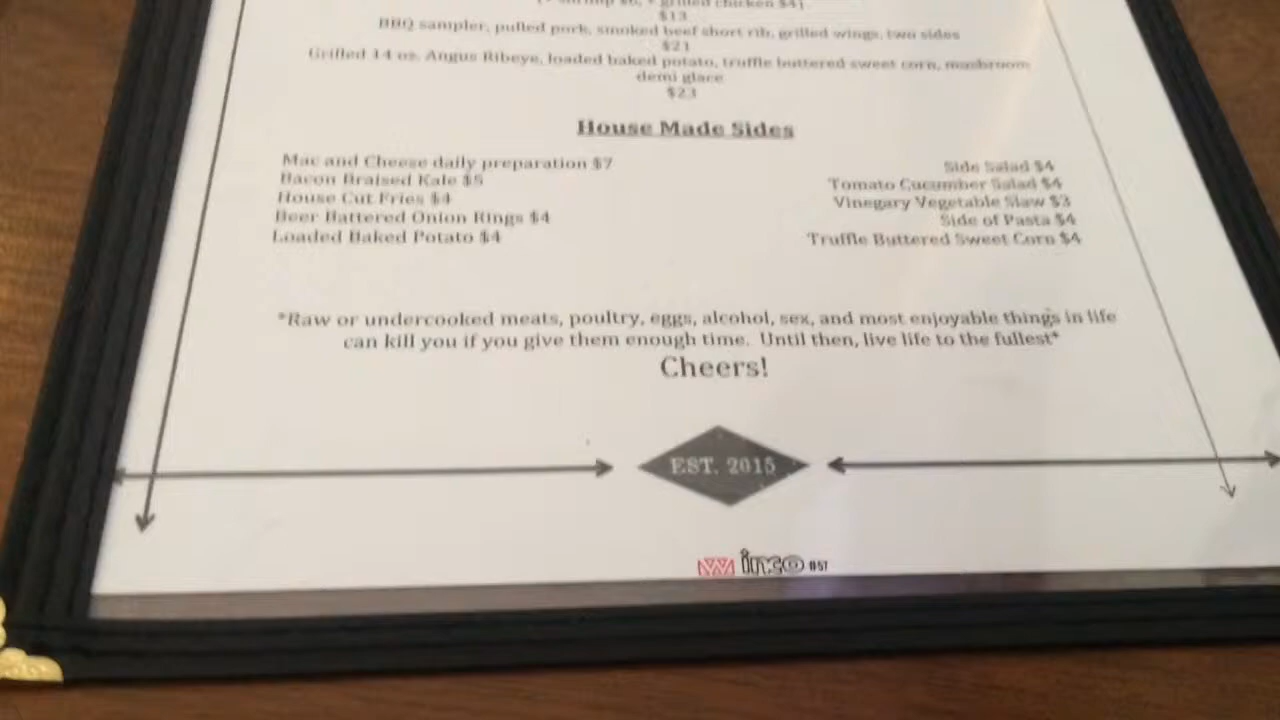 grilled chicken $4)
$13
BBQ sampler, pulled pork, smoked beef short rib, grilled wings, two sides
$21
Grilled 14 oz. Angus Ribeye, loaded baked potato, truffle buttered sweet corn, mushroom
demi glace
$23
House Made Sides
Mac and Cheese daily preparation $7
Bacon Braised Kale $5
House Cut Fries $4
Beer Battered Onion Rings $4
Loaded Baked Potato $4
Side Salad $4
Tomato Cucumber Salad $4
Vinegary Vegetable Slaw $3
Side of Pasta $4
Truffle Buttered Sweet Corn $4
*Raw or undercooked meats, poultry, eggs, alcohol, sex, and most enjoyable things in life
can kill you if you give them enough time. Until then, live life to the fullest*
Cheers!
EST. 2015